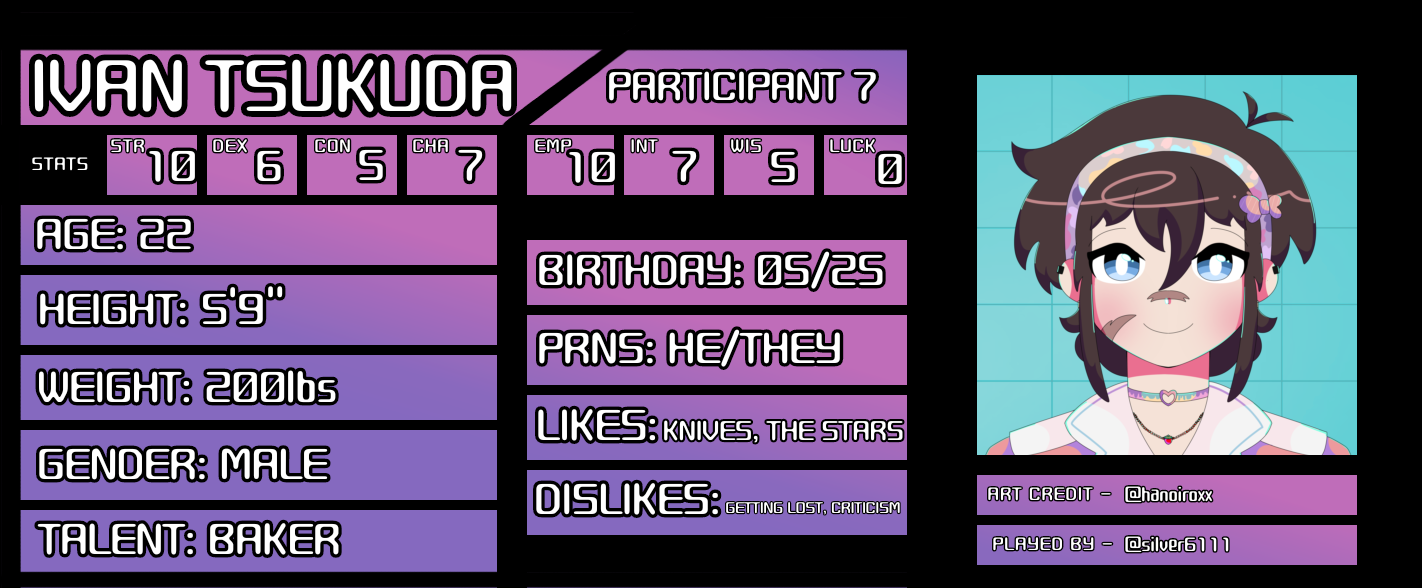 IVAN TSUKUDA
PARTICIPANT 7
STATS
STR 10
DEX 6
CON 5
CHA 7
EMP 10
INT 7
WIS 5
LUCK 0
AGE: 22
HEIGHT: 5'9"
WEIGHT: 200lbs
GENDER: MALE
TALENT: BAKER
BIRTHDAY: 05/25
PRNS: HE/THEY
LIKES: KNIVES, THE STARS
DISLIKES: GETTING LOST, CRITICISM
ART CREDIT - @hanoiroxx
PLAYED BY - @silver6111